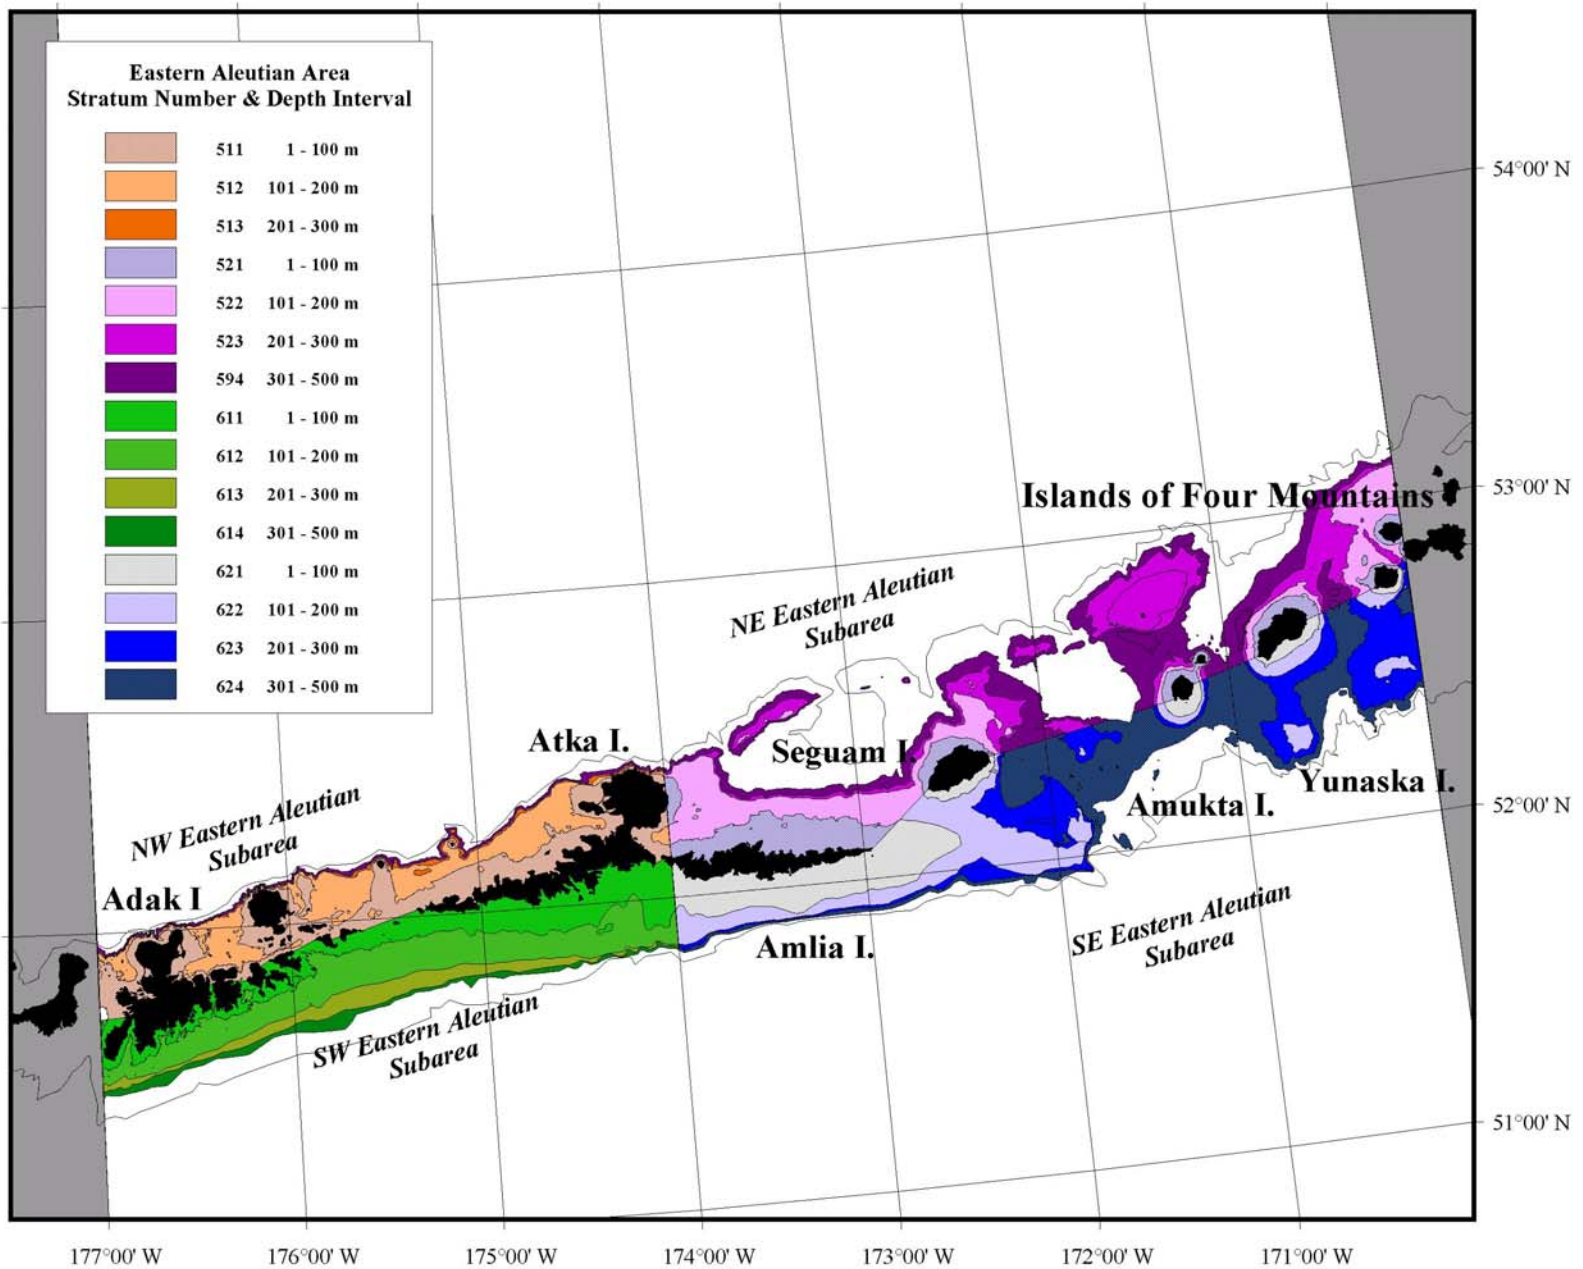 Eastern Aleutian Area
Stratum Number & Depth Interval
511 1 - 100 m
512 101 - 200 m
513 201 - 300 m
521 1 - 100 m
522 101 - 200 m
523 201 - 300 m
594 301 - 500 m
611 1 - 100 m
612 101 - 200 m
613 201 - 300 m
614 301 - 500 m
621 1 - 100 m
622 101 - 200 m
623 201 - 300 m
624 301 - 500 m
54°00' N
53°00' N
52°00' N
51°00' N
Islands of Four Mountains
NE Eastern Aleutian
Subarea
Atka I.
Seguam I.
Yunaska I.
Amukta I.
NW Eastern Aleutian
Subarea
Adak I
Amlia I.
SE Eastern Aleutian
Subarea
SW Eastern Aleutian
Subarea
177°00' W
176°00' W
175°00' W
174°00' W
173°00' W
172°00' W
171°00' W